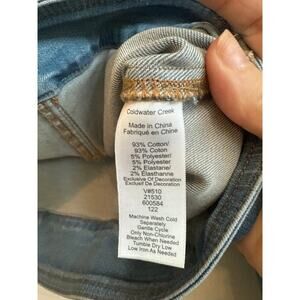 Coldwater Creek
Made in China
Fabriqué en Chine
93% Cotton/
93% Coton
5% Polyester/
5% Polyester
2% Elastane/
2% Élasthanne
Exclusive Of Decoration
Exclusif De Decoration
V#510
21530
600584
122
Machine Wash Cold
Separately
Gentle Cycle
Only Non-Chlorine
Bleach When Needed
Tumble Dry Low
Low Iron As Needed